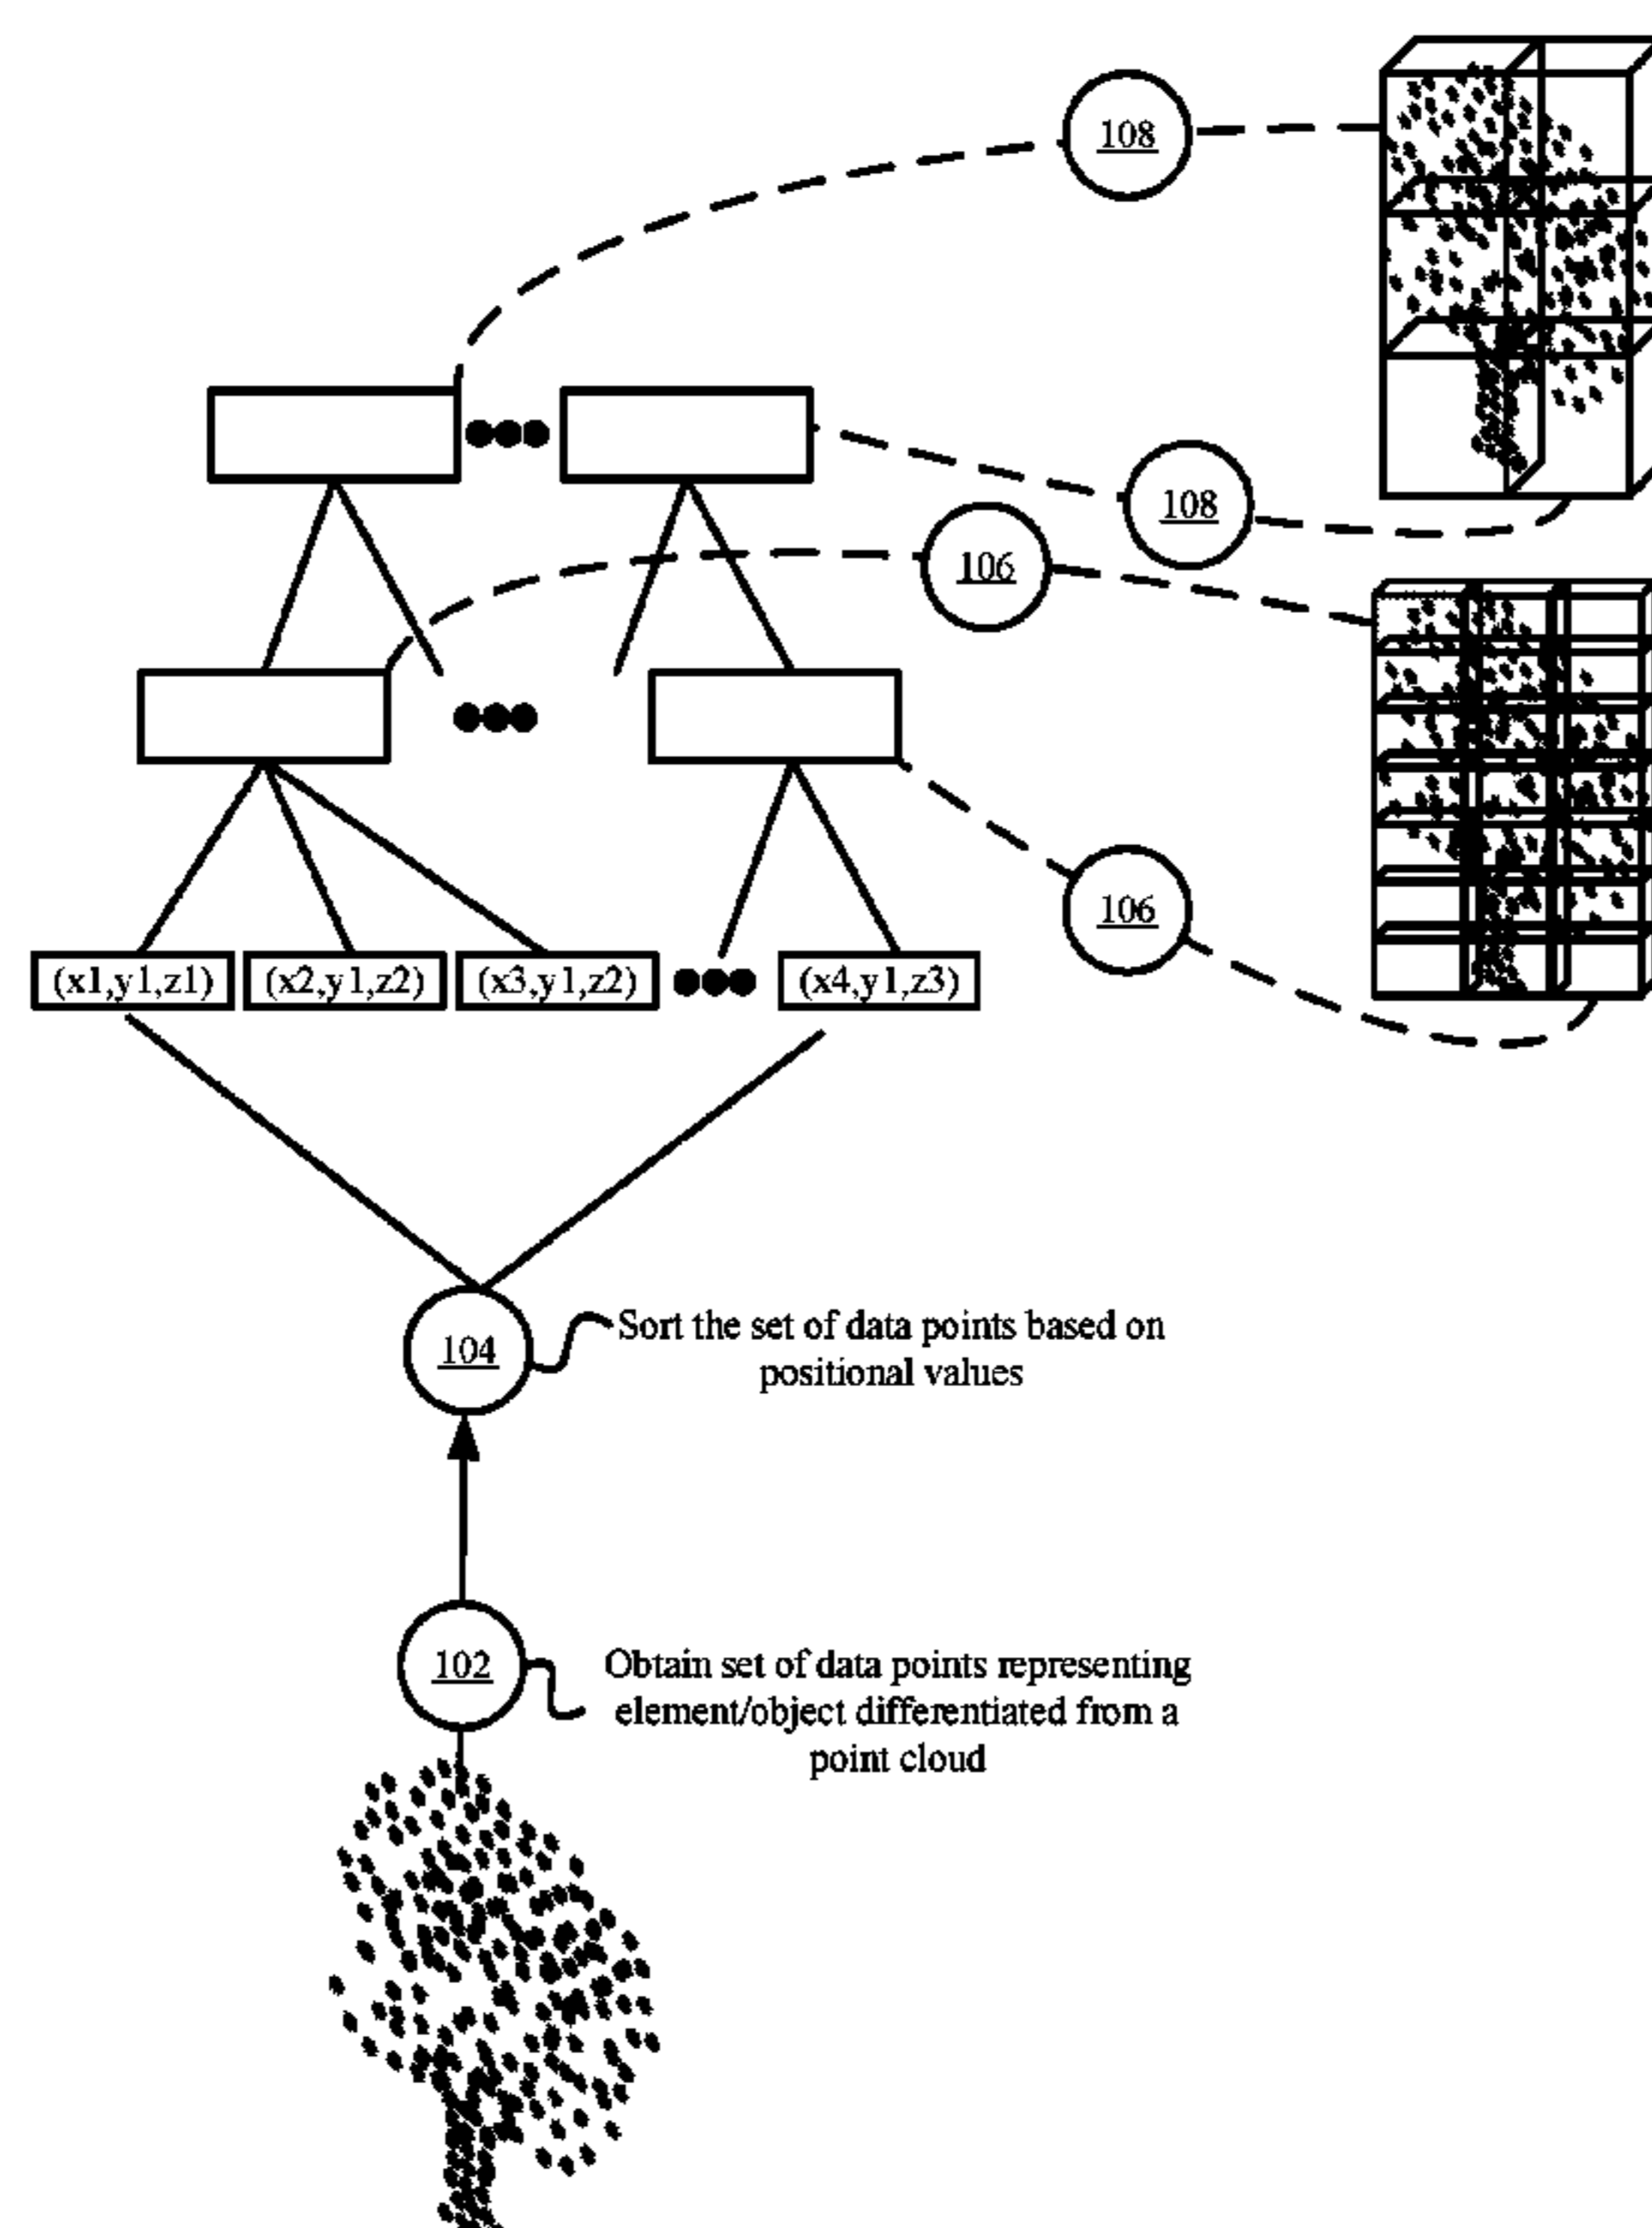 108
108
106
106
(x1,y1,z1) (x2,y1,z2) (x3,y1,z2) (x4,y1,z3)
104
Sort the set of data points based on
positional values
102
Obtain set of data points representing
element/object differentiated from a
point cloud